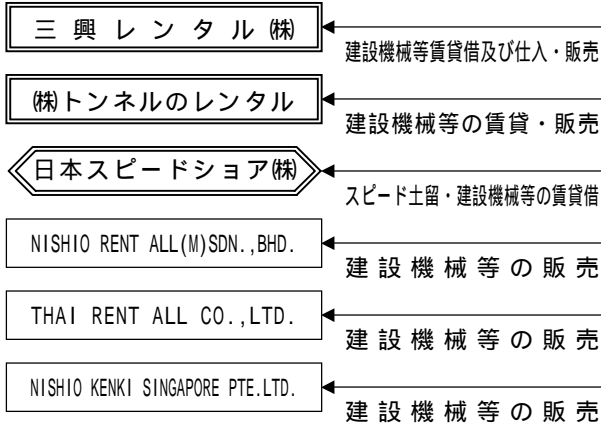 三興レンタル㈱
建設機械等賃貸借及び仕入・販売
㈱トンネルのレンタル
建設機械等の賃貸・販売
日本スピードショア㈱
スピード土留・建設機械等の賃貸借
NISHIO RENT ALL(M)SDN.,BHD.
建設機械等の販売
THAI RENT ALL CO.,LTD.
建設機械等の販売
NISHIO KENKI SINGAPORE PTE.LTD.
建設機械等の販売